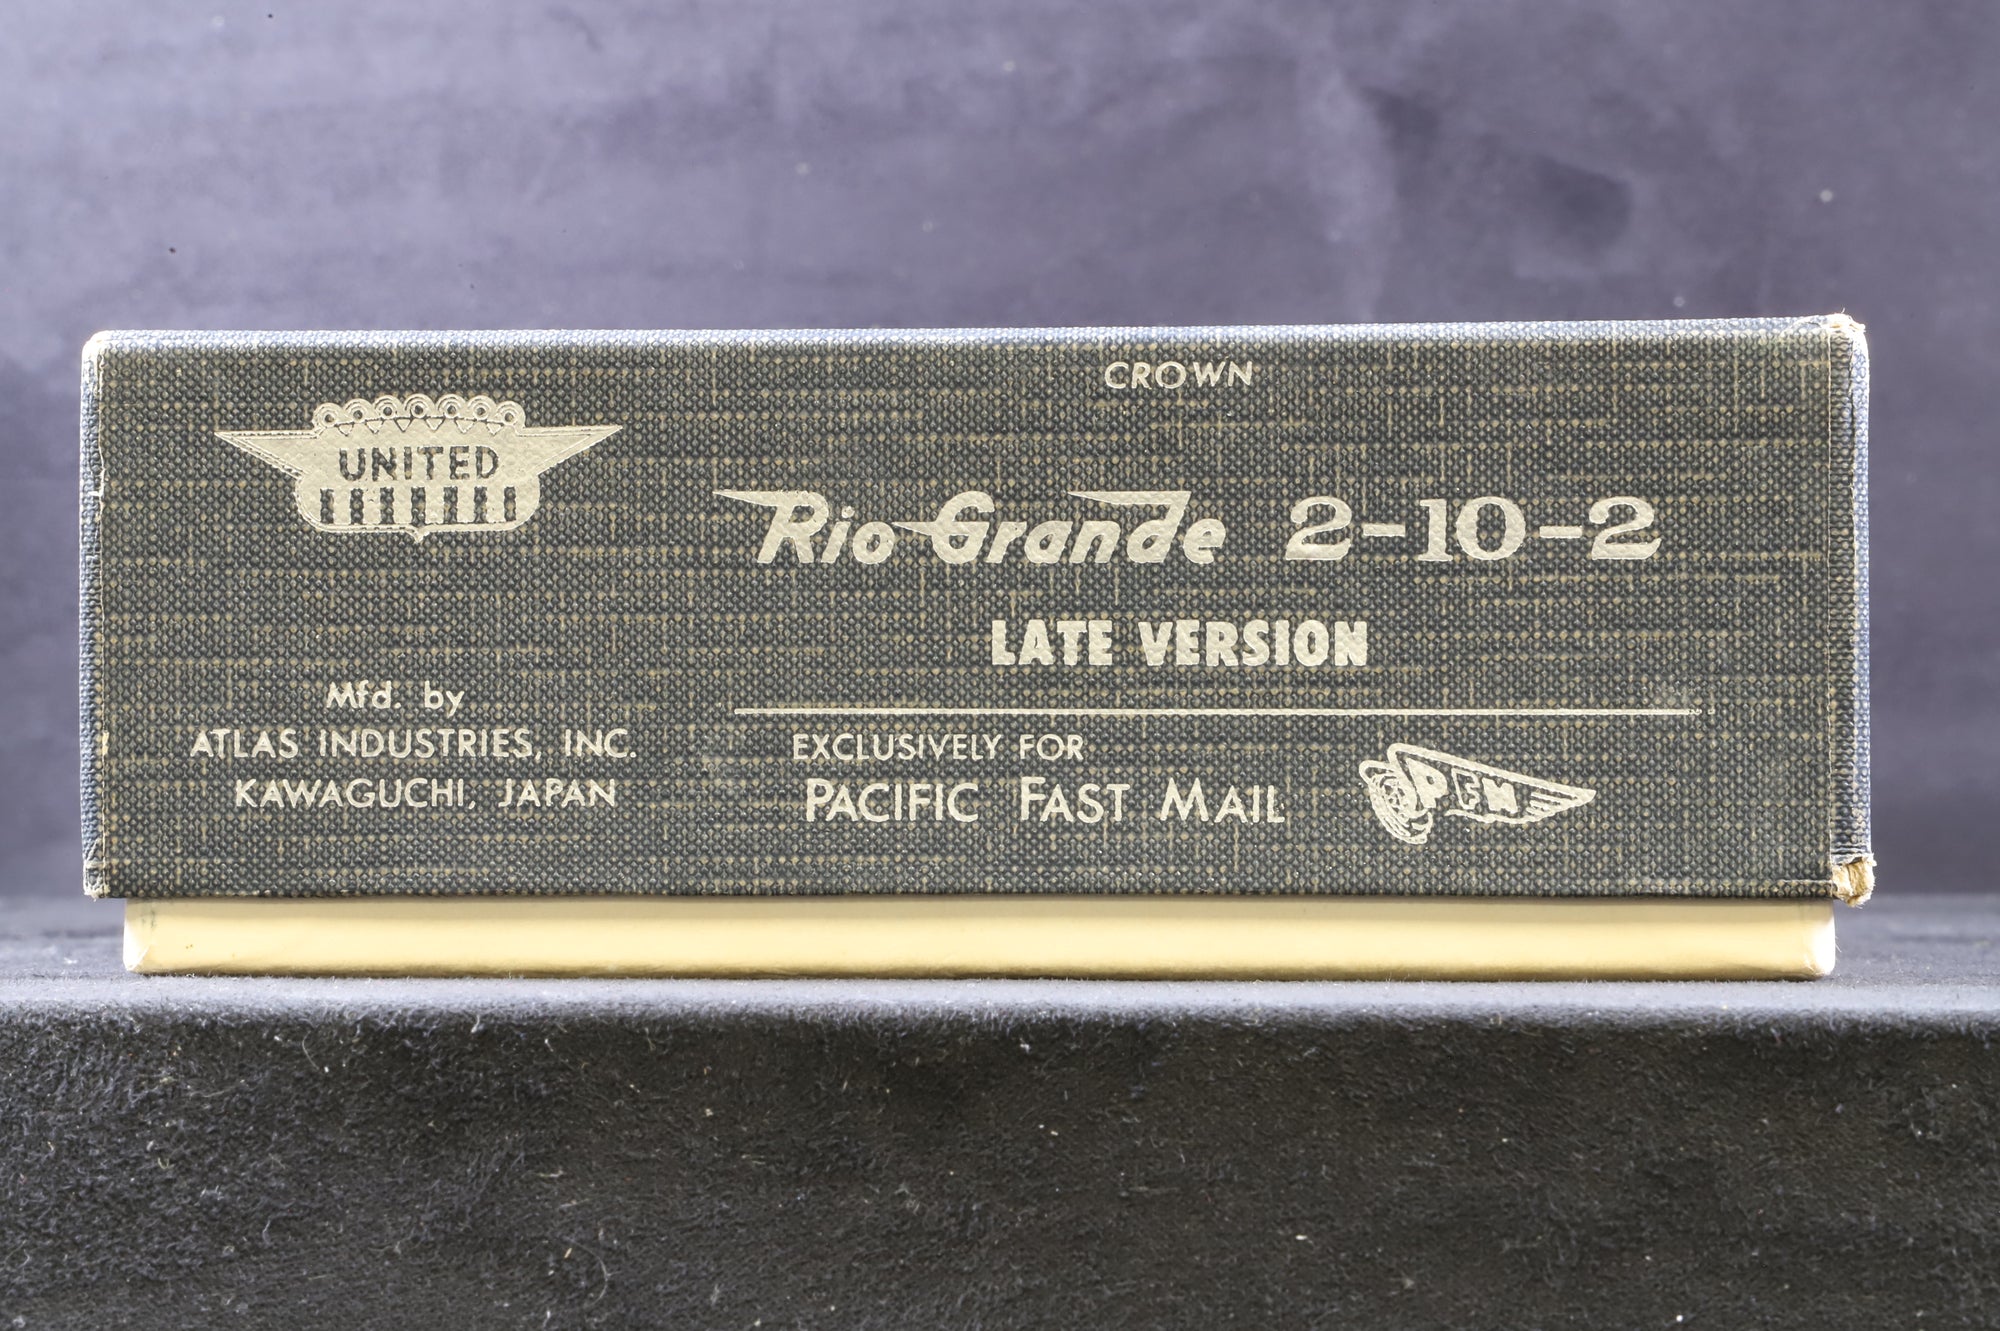 CROWN
UNITED
Rio Grande 2-10-2
LATE VERSION
Mfd. by
ATLAS INDUSTRIES, INC.
KAWAGUCHI, JAPAN
EXCLUSIVELY FOR
PACIFIC FAST MAIL
PFM